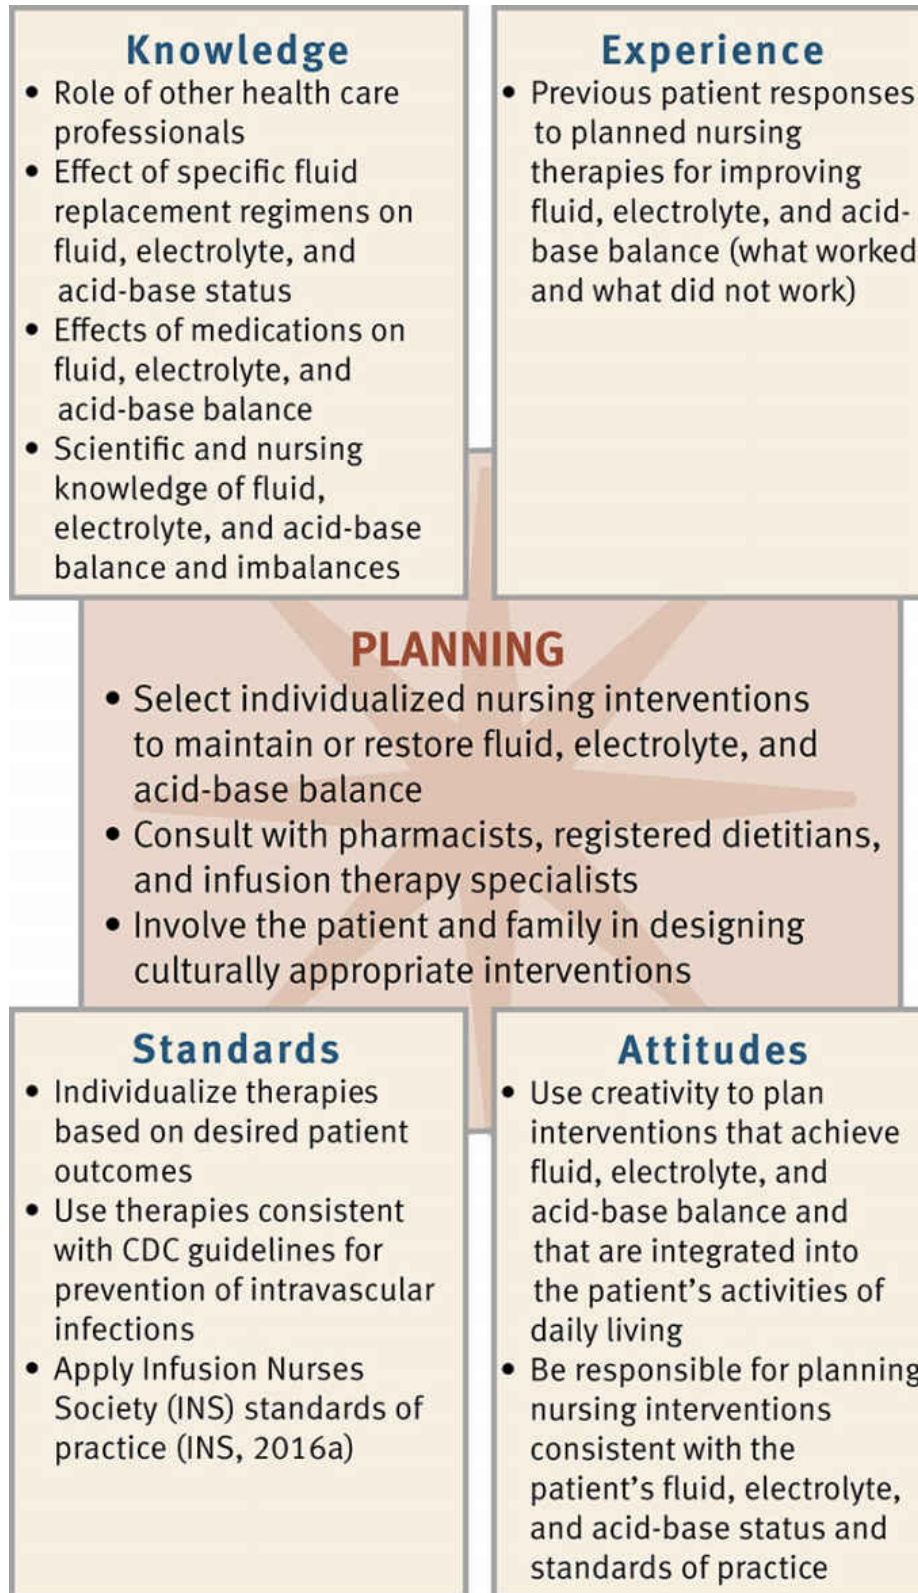 Knowledge
• Role of other health care
professionals
• Effect of specific fluid
replacement regimens on
fluid, electrolyte, and
acid-base status
• Effects of medications on
fluid, electrolyte, and
acid-base balance
• Scientific and nursing
knowledge of fluid,
electrolyte, and acid-base
balance and imbalances
Experience
• Previous patient responses
to planned nursing
therapies for improving
fluid, electrolyte, and acid-
base balance (what worked
and what did not work)
PLANNING
• Select individualized nursing interventions
to maintain or restore fluid, electrolyte, and
acid-base balance
• Consult with pharmacists, registered dietitians,
and infusion therapy specialists
• Involve the patient and family in designing
culturally appropriate interventions
Standards
• Individualize therapies
based on desired patient
outcomes
• Use therapies consistent
with CDC guidelines for
prevention of intravascular
infections
• Apply Infusion Nurses
Society (INS) standards of
practice (INS, 2016a)
Attitudes
• Use creativity to plan
interventions that achieve
fluid, electrolyte, and
acid-base balance and
that are integrated into
the patient’s activities of
daily living
• Be responsible for planning
nursing interventions
consistent with the
patient’s fluid, electrolyte,
and acid-base status and
standards of practice